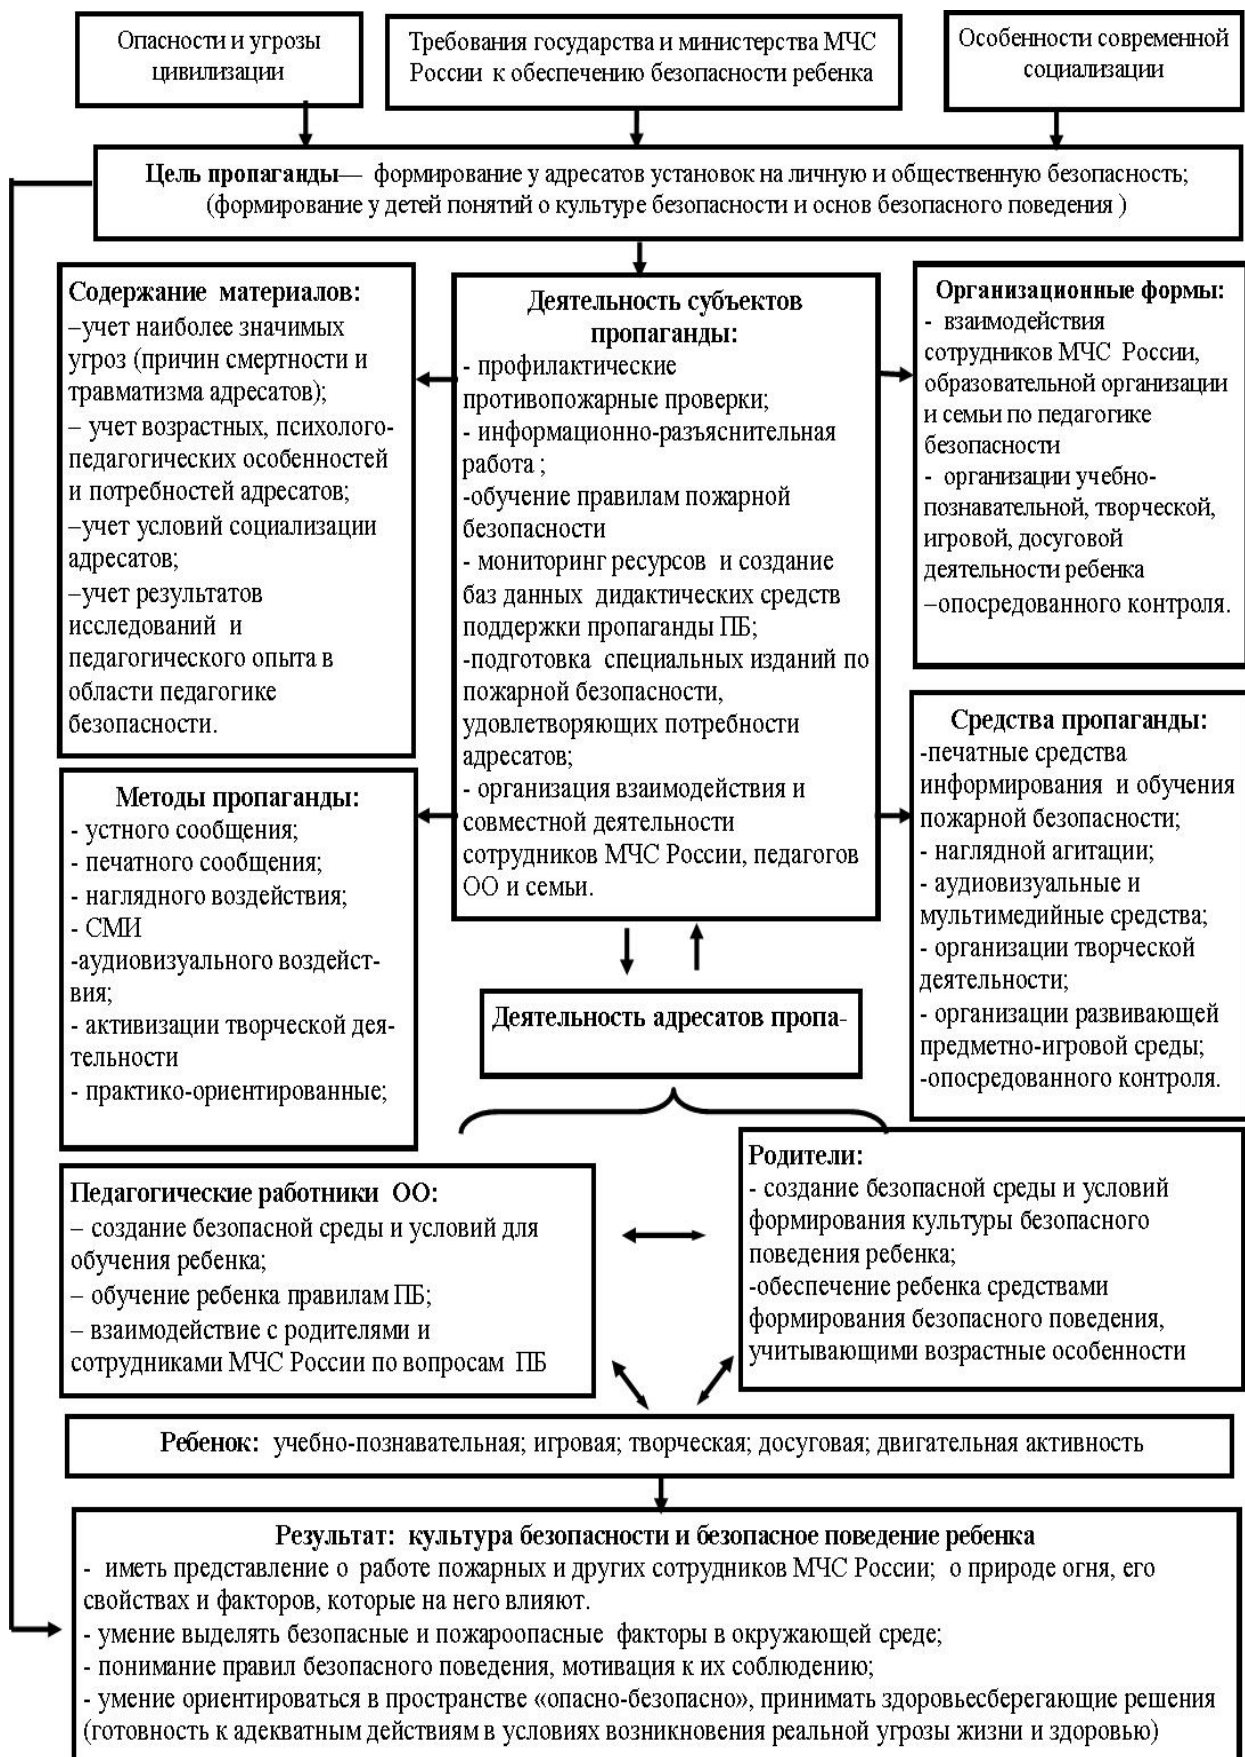 Опасности и угрозы
цивилизации
Требования государства и министерства МЧС
России к обеспечению безопасности ребенка
Особенности современной
социализации
Цель пропаганды— формирование у адресатов установок на личную и общественную безопасность;
(формирование у детей понятий о культуре безопасности и основ безопасного поведения )
Содержание материалов:
–учет наиболее значимых
угроз (причин смертности и
травматизма адресатов);
– учет возрастных, психолого-
педагогических особенностей
и потребностей адресатов;
–учет условий социализации
адресатов;
–учет результатов
исследований и
педагогического опыта в
области педагогике
безопасности.
Методы пропаганды:
- устного сообщения;
- печатного сообщения;
- наглядного воздействия;
- СМИ
-аудиовизуального воздейст-
вия;
- активизации творческой дея-
тельности
- практико-ориентированные;
Деятельность субъектов
пропаганды:
- профилактические
противопожарные проверки;
- информационно-разъяснительная
работа ;
-обучение правилам пожарной
безопасности
- мониторинг ресурсов и создание
баз данных дидактических средств
поддержки пропаганды ПБ;
-подготовка специальных изданий по
пожарной безопасности,
удовлетворяющих потребности
адресатов;
- организация взаимодействия и
совместной деятельности
сотрудников МЧС России, педагогов
ОО и семьи.
Организационные формы:
- взаимодействия
сотрудников МЧС России,
образовательной организации
и семьи по педагогике
безопасности
- организации учебно-
познавательной, творческой,
игровой, досуговой
деятельности ребенка
–опосредованного контроля.
Средства пропаганды:
-печатные средства
информирования и обучения
пожарной безопасности;
- наглядной агитации;
- аудиовизуальные и
мультимедийные средства;
- организации творческой
деятельности;
- организации развивающей
предметно-игровой среды;
-опосредованного контроля.
Деятельность адресатов пропа-
Педагогические работники ОО:
– создание безопасной среды и условий для
обучения ребенка;
– обучение ребенка правилам ПБ;
– взаимодействие с родителями и
сотрудниками МЧС России по вопросам ПБ
Родители:
- создание безопасной среды и условий
формирования культуры безопасного
поведения ребенка;
-обеспечение ребенка средствами
формирования безопасного поведения,
учитывающими возрастные особенности
Ребенок: учебно-познавательная; игровая; творческая; досуговая; двигательная активность
Результат: культура безопасности и безопасное поведение ребенка
- иметь представление о работе пожарных и других сотрудников МЧС России; о природе огня, его
свойствах и факторов, которые на него влияют.
- умение выделять безопасные и пожароопасные факторы в окружающей среде;
- понимание правил безопасного поведения, мотивация к их соблюдению;
- умение ориентироваться в пространстве «опасно-безопасно», принимать здоровьесберегающие решения
(готовность к адекватным действиям в условиях возникновения реальной угрозы жизни и здоровью)